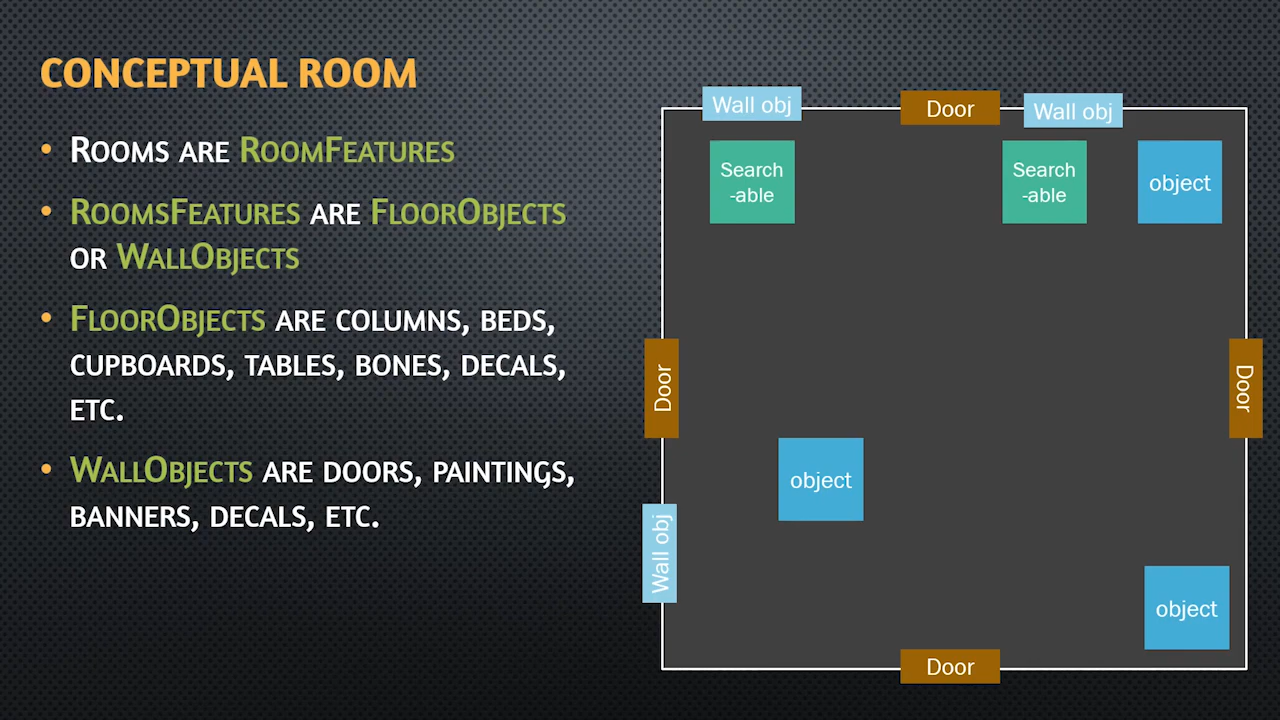 CONCEPTUAL ROOM
• ROOMS ARE ROOMFEATURES
• ROOMSFEATURES ARE FLOOROBJECTS
OR WALLOBJECTS
• FLOOROBJECTS ARE COLUMNS, BEDS,
CUPBOARDS, TABLES, BONES, DECALS,
ETC.
• WALLOBJECTS ARE DOORS, PAINTINGS,
BANNERS, DECALS, ETC.
Wall obj
Door
Wall obj
Search
-able
Search
-able
object
Door
Door
object
Wall obj
object
Door